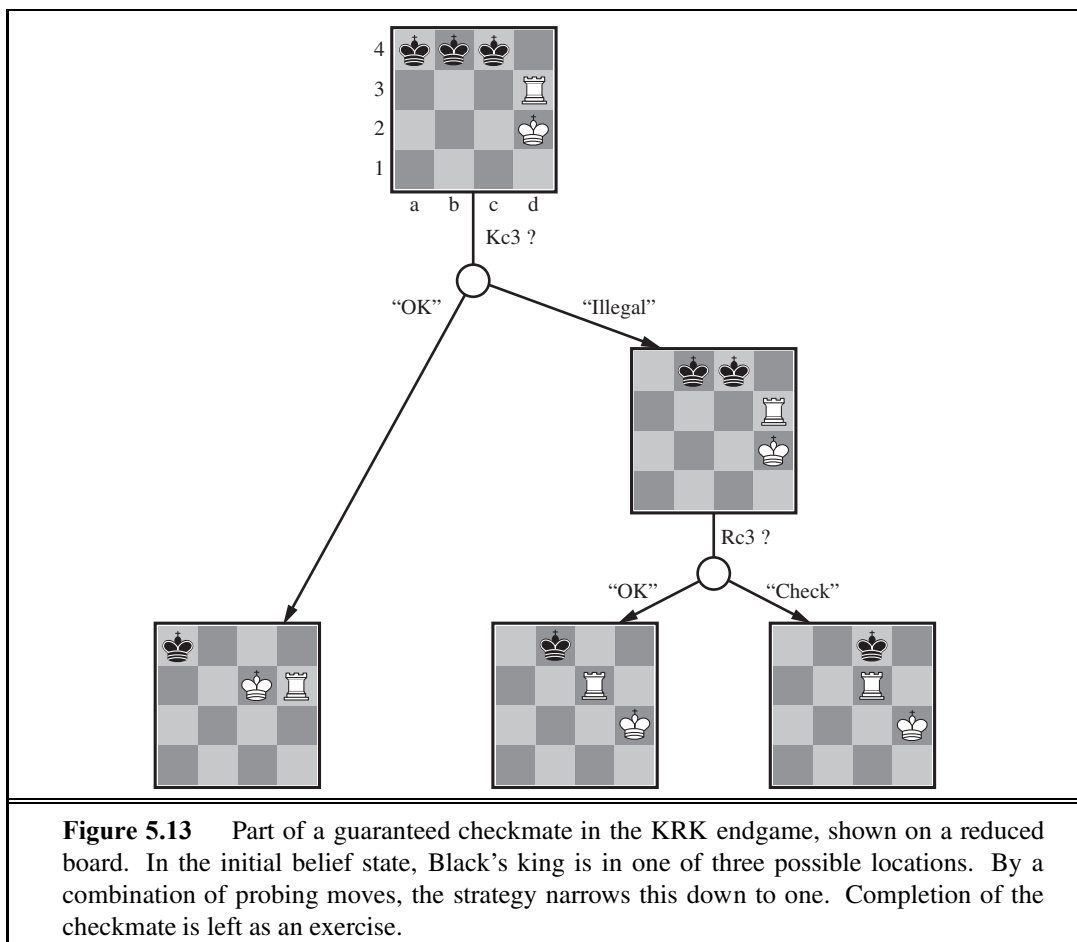 4
3
2
1
a b c d
Kc3 ?
“OK” “Illegal”
Rc3 ?
“OK” “Check”
Figure 5.13 Part of a guaranteed checkmate in the KRK endgame, shown on a reduced
board. In the initial belief state, Black’s king is in one of three possible locations. By a
combination of probing moves, the strategy narrows this down to one. Completion of the
checkmate is left as an exercise.